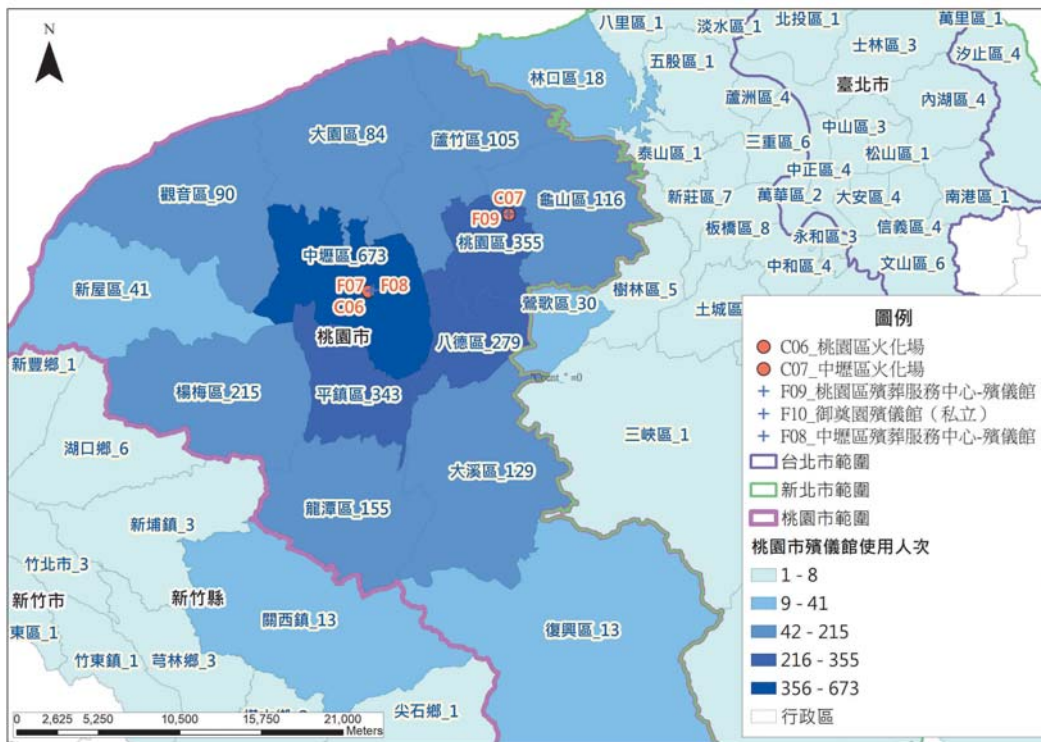 N
八里區_1
淡水區_1
北投區_1
萬里區_1
士林區_3
汐止區_4
五股區_1
林口區_18
臺北市
蘆洲區_4
內湖區_4
大園區_84
蘆竹區_105
中山區_3
三重區_6
松山區_1
泰山區_1
中正區_4
觀音區_90
C07
龜山區_116
新莊區_7
萬華區_2
大安區_4
南港區_1
F09
桃園區_355
板橋區_8
永和區_3
信義區_4
中壢區_673
中和區_4
文山區_6
新屋區_41
F07
F08
C06
鶯歌區_30
樹林區_5
土城區
桃園市
八德區_279
新豐鄉_1
楊梅區_215
平鎮區_343
三峽區_1
湖口鄉_6
大溪區_129
龍潭區_155
新埔鎮_3
竹北市_3
新竹市
新竹縣
關西鎮_13
復興區_13
東區_1
竹東鎮_1
芎林鄉_3
尖石鄉_1
0 2,625 5,250 10,500 15,750 21,000
Meters
圖例
C06_桃園區火化場
C07_中壢區火化場
F09_桃園區殯葬服務中心-殯儀館
F10_御奠園殯儀館（私立）
F08_中壢區殯葬服務中心-殯儀館
台北市範圍
新北市範圍
桃園市範圍
桃園市殯儀館使用人次
1 - 8
9 - 41
42 - 215
216 - 355
356 - 673
行政區